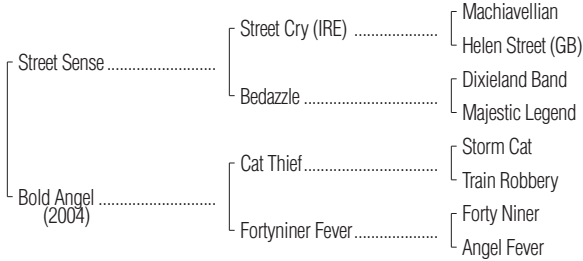 Machiavellian
Street Cry (IRE) ....................
Helen Street (GB)
Street Sense ..........................
Dixieland Band
Bedazzle ................................
Majestic Legend
Storm Cat
Cat Thief ................................
Train Robbery
Bold Angel ............................
(2004)
Forty Niner
Fortyniner Fever ....................
Angel Fever